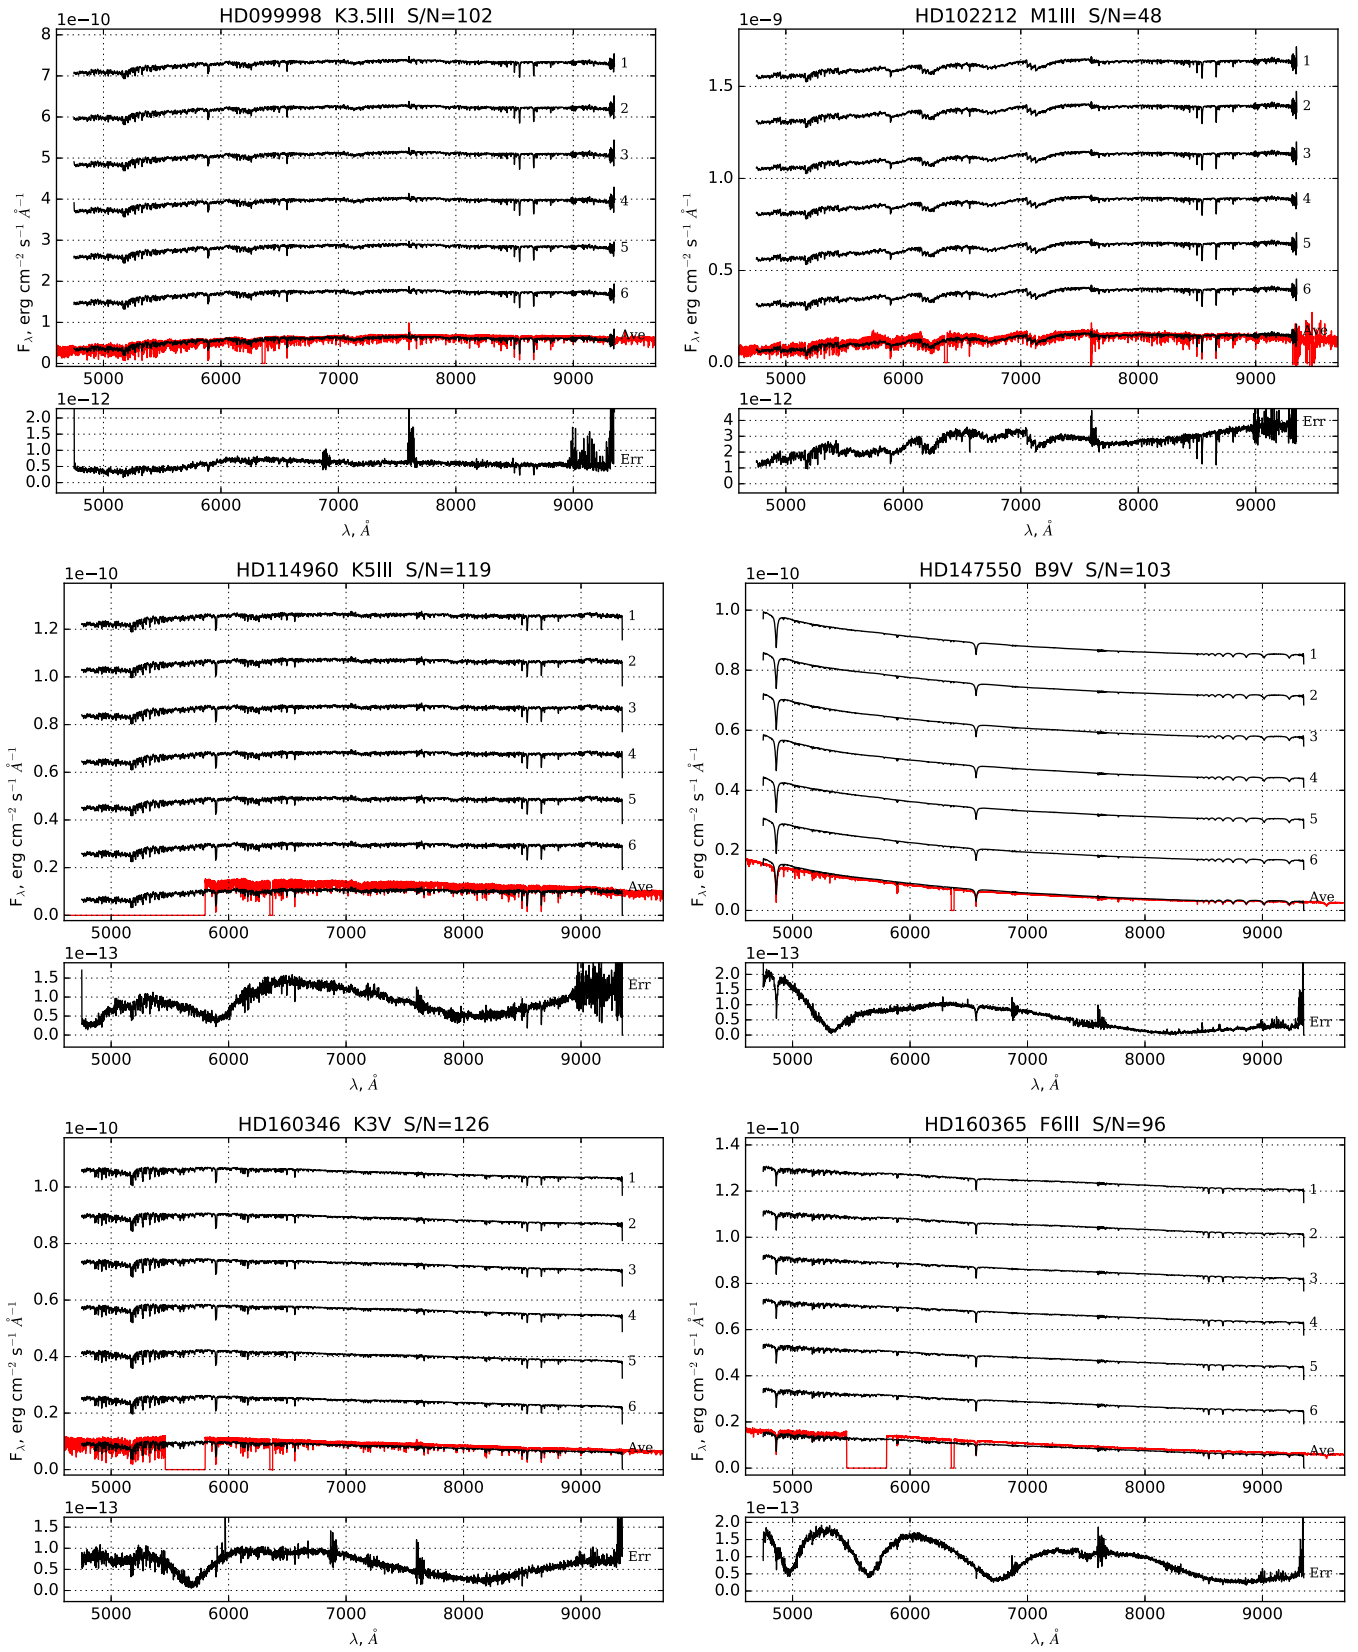 HD099998 K3.5III S/N=102
1e−10
8
7
6
5
4
3
2
1
0
Fλ, erg cm−2 s−1 Å−1
1
2
3
4
5
6
Ave
5000 6000 7000 8000 9000
1e−12
2.0
1.5
1.0
0.5
0.0
Err
5000 6000 7000 8000 9000
λ, Å
HD102212 M1III S/N=48
1e−9
1.5
1.0
0.5
0.0
Fλ, erg cm−2 s−1 Å−1
1
2
3
4
5
6
Ave
5000 6000 7000 8000 9000
1e−12
4
3
2
1
0
Err
5000 6000 7000 8000 9000
λ, Å
HD114960 K5III S/N=119
1e−10
1.2
1.0
0.8
0.6
0.4
0.2
0.0
Fλ, erg cm−2 s−1 Å−1
1
2
3
4
5
6
Ave
5000 6000 7000 8000 9000
1e−13
1.5
1.0
0.5
0.0
Err
5000 6000 7000 8000 9000
λ, Å
HD147550 B9V S/N=103
1e−10
1.0
0.8
0.6
0.4
0.2
0.0
Fλ, erg cm−2 s−1 Å−1
1
2
3
4
5
6
Ave
5000 6000 7000 8000 9000
1e−13
2.0
1.5
1.0
0.5
0.0
Err
5000 6000 7000 8000 9000
λ, Å
HD160346 K3V S/N=126
1e−10
1.0
0.8
0.6
0.4
0.2
0.0
Fλ, erg cm−2 s−1 Å−1
1
2
3
4
5
6
Ave
5000 6000 7000 8000 9000
1e−13
1.5
1.0
0.5
0.0
Err
5000 6000 7000 8000 9000
λ, Å
HD160365 F6III S/N=96
1e−10
1.4
1.2
1.0
0.8
0.6
0.4
0.2
0.0
Fλ, erg cm−2 s−1 Å−1
1
2
3
4
5
6
Ave
5000 6000 7000 8000 9000
1e−13
2.0
1.5
1.0
0.5
0.0
Err
5000 6000 7000 8000 9000
λ, Å